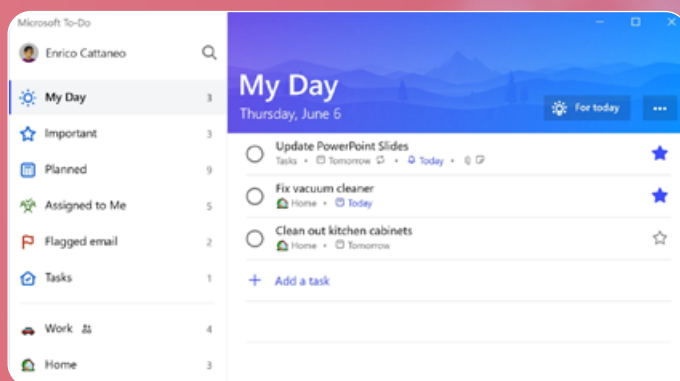 Microsoft To-Do
Enrico Cattaneo
My Day 3
Important 3
Planned 9
Assigned to Me 5
Flagged email 2
Tasks 1
Work 4
Home 3
My Day
Thursday, June 6
For today
Update PowerPoint Slides
Tasks • Tomorrow • Today •
Fix vacuum cleaner
Home • Today
Clean out kitchen cabinets
Home • Tomorrow
Add a task